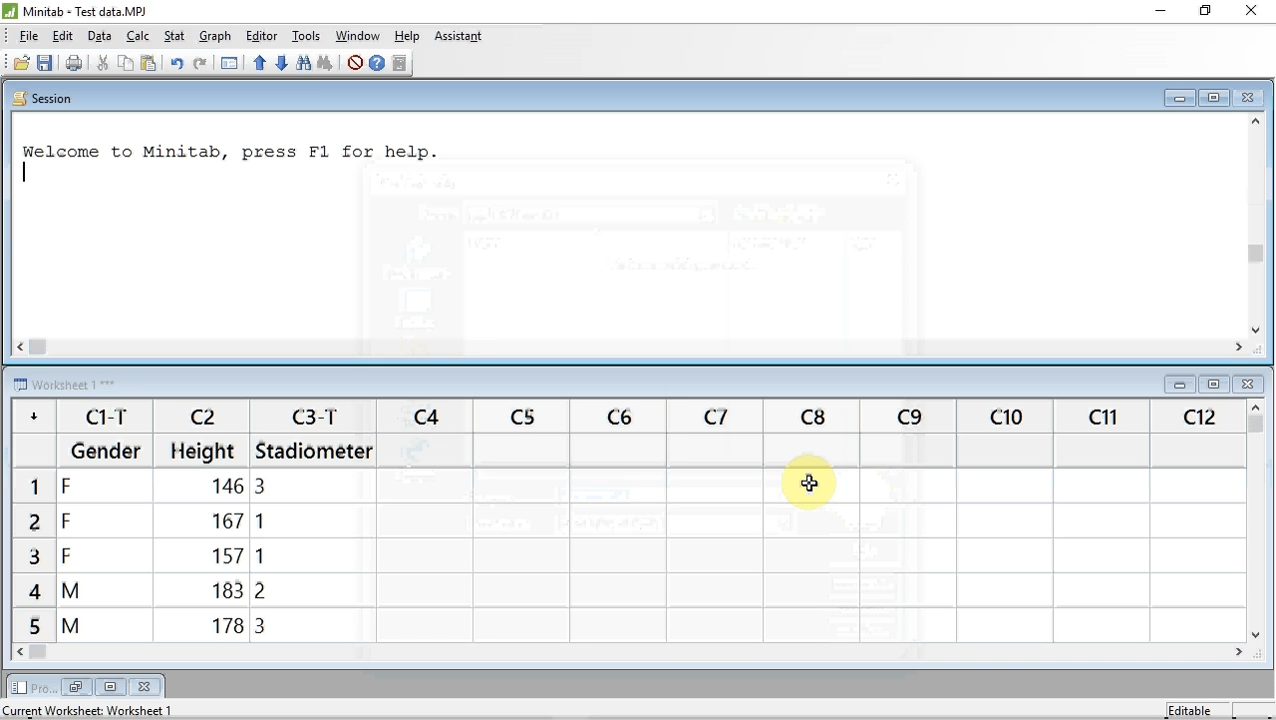 Minitab - Test data.MPJ
File Edit Data Calc Stat Graph Editor Tools Window Help Assistant
Session
Welcome to Minitab, press F1 for help.
Worksheet 1 ***
C1-T C2 C3-T C4 C5 C6 C7 C8 C9 C10 C11 C12
Gender Height Stadiometer
1 F 146 3
2 F 167 1
3 F 157 1
4 M 183 2
5 M 178 3
Pro...
Current Worksheet: Worksheet 1 Editable